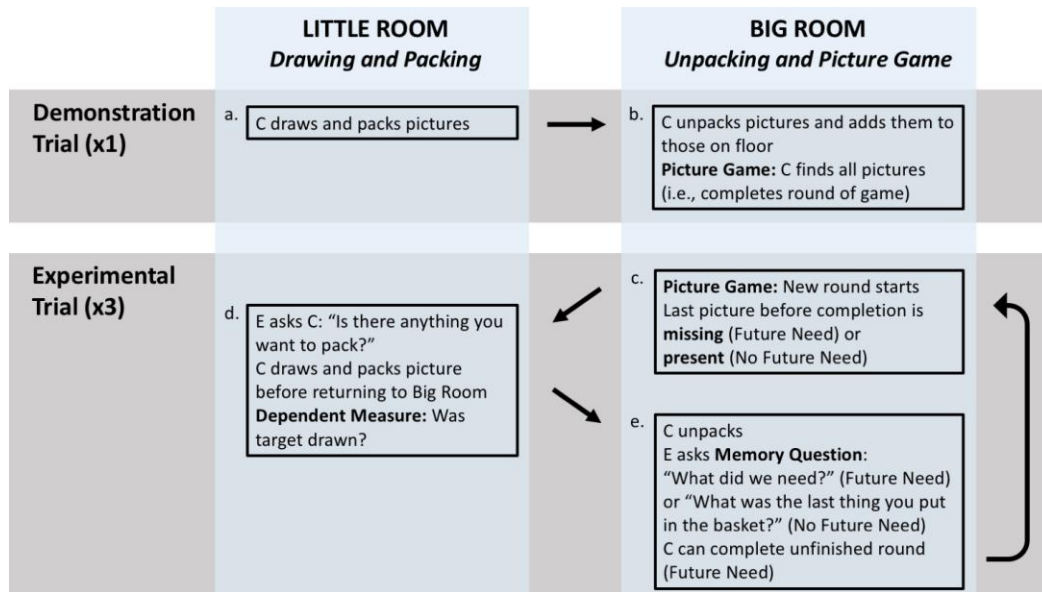 LITTLE ROOM
Drawing and Packing
BIG ROOM
Unpacking and Picture Game
Demonstration
Trial (x1)
a.
C draws and packs pictures
b.
C unpacks pictures and adds them to
those on floor
Picture Game: C finds all pictures
(i.e., completes round of game)
Experimental
Trial (x3)
c.
Picture Game: New round starts
Last picture before completion is
missing (Future Need) or
present (No Future Need)
d.
E asks C: “Is there anything you
want to pack?”
C draws and packs picture
before returning to Big Room
Dependent Measure: Was
target drawn?
e.
C unpacks
E asks Memory Question:
“What did we need?” (Future Need)
or “What was the last thing you put
in the basket?” (No Future Need)
C can complete unfinished round
(Future Need)